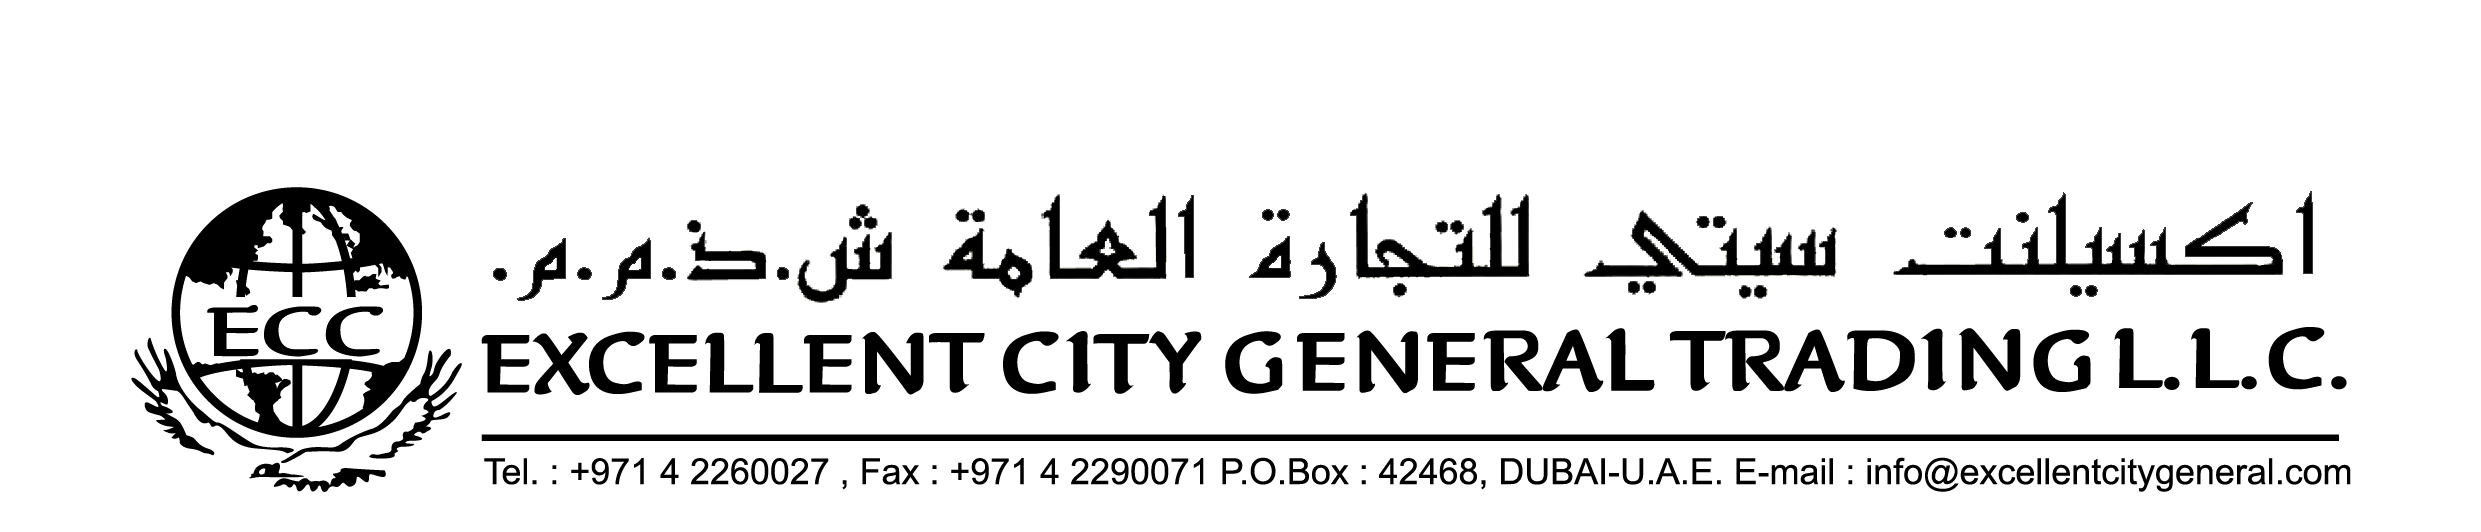 اكسيلنت سيتي للتجارة العامة ش.ذ.م.م.
ECC
EXCELLENT CITY GENERAL TRADING L.L.C.
Tel. : +971 4 2260027 , Fax : +971 4 2290071 P.O.Box : 42468, DUBAI-U.A.E. E-mail : info@excellentcitygeneral.com